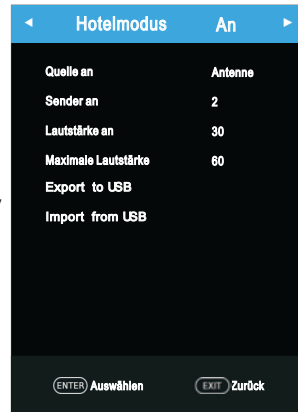 Hotelmodus An
Quelle an Antenne
Sender an 2
Lautstärke an 30
Maximale Lautstärke 60
Export to USB
Import from USB
ENTER Auswählen EXIT Zurück